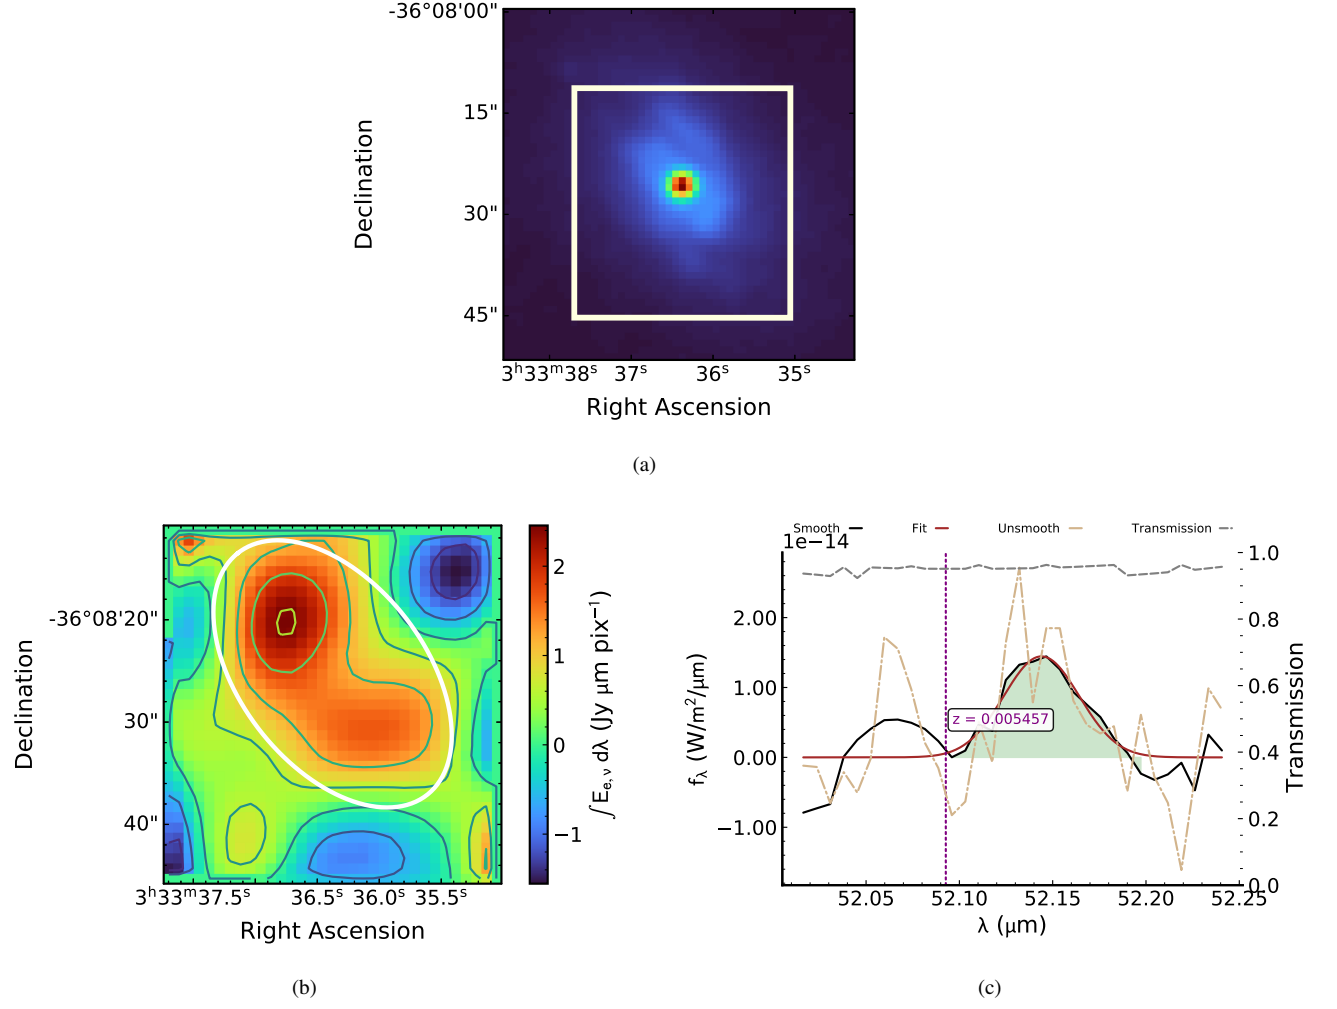 -36°08'00"
15"
30"
45"
Declination
3ʰ33ᵐ38ˢ 37ˢ 36ˢ 35ˢ
Right Ascension
(a)
-36°08'20"
30"
40"
Declination
3ʰ33ᵐ37.5ˢ 36.5ˢ 36.0ˢ 35.5ˢ
Right Ascension
2
1
0
−1
∫Ee,ν dλ (Jy μm pix⁻¹)
(b)
Smooth Fit Unsmooth Transmission
1e−14
2.00
1.00
0.00
−1.00
fλ (W/m²/μm)
z = 0.005457
1.0
0.8
0.6
0.4
0.2
0.0
Transmission
52.05 52.10 52.15 52.20 52.25
λ (μm)
(c)